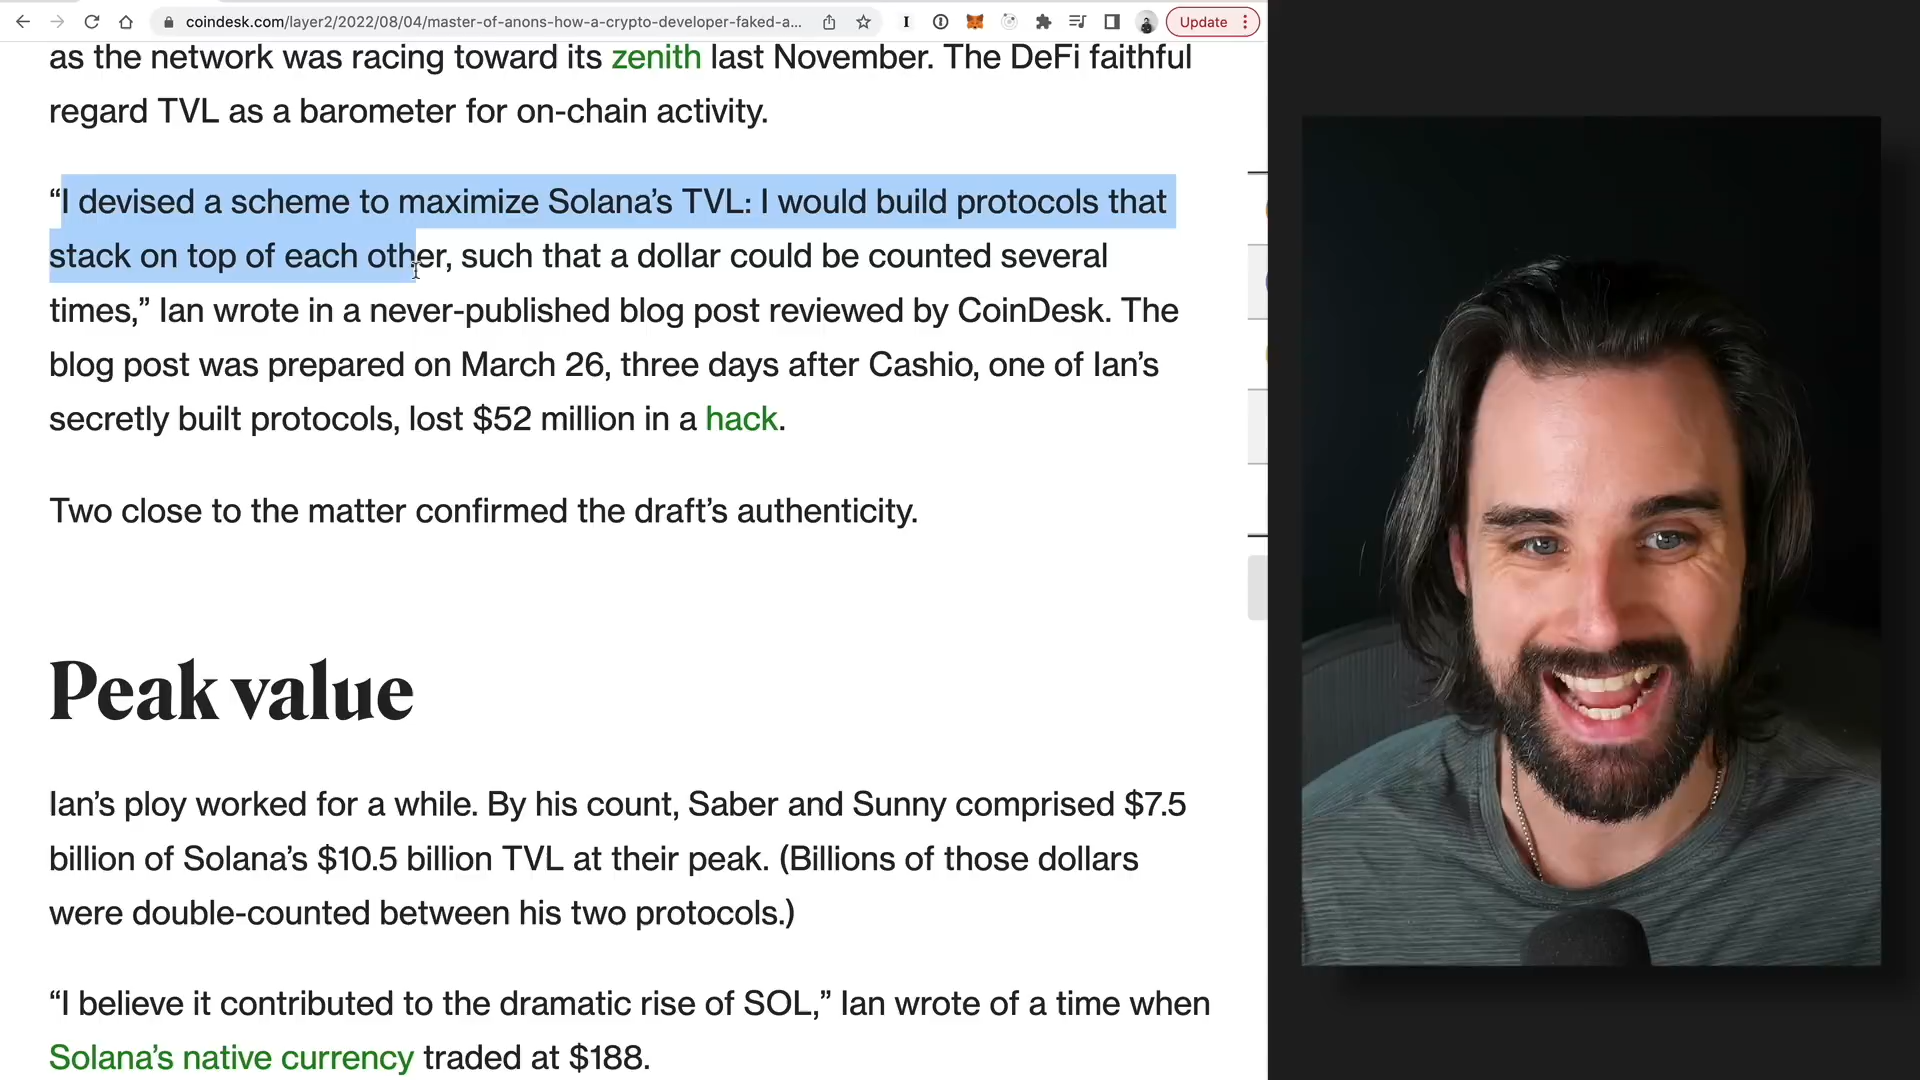 coindesk.com/layer2/2022/08/04/master-of-anons-how-a-crypto-developer-faked-a...
Update
as the network was racing toward its zenith last November. The DeFi faithful
regard TVL as a barometer for on-chain activity.
“I devised a scheme to maximize Solana’s TVL: I would build protocols that
stack on top of each other, such that a dollar could be counted several
times,” Ian wrote in a never-published blog post reviewed by CoinDesk. The
blog post was prepared on March 26, three days after Cashio, one of Ian’s
secretly built protocols, lost $52 million in a hack.
Two close to the matter confirmed the draft’s authenticity.
Peak value
Ian’s ploy worked for a while. By his count, Saber and Sunny comprised $7.5
billion of Solana’s $10.5 billion TVL at their peak. (Billions of those dollars
were double-counted between his two protocols.)
“I believe it contributed to the dramatic rise of SOL,” Ian wrote of a time when
Solana’s native currency traded at $188.